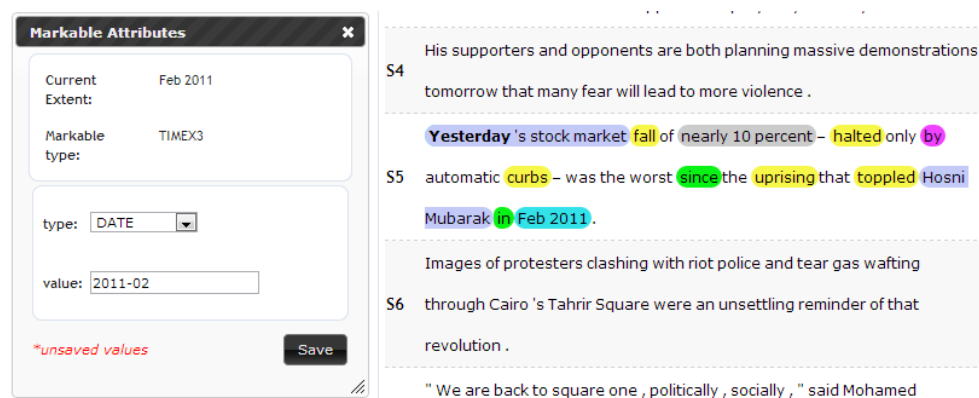 Markable Attributes
Current Extent: Feb 2011
Markable type: TIMEX3
type: DATE
value: 2011-02
*unsaved values Save
S4 His supporters and opponents are both planning massive demonstrations
tomorrow that many fear will lead to more violence .
Yesterday 's stock market fall of nearly 10 percent – halted only by
S5 automatic curbs – was the worst since the uprising that toppled Hosni
Mubarak in Feb 2011 .
Images of protesters clashing with riot police and tear gas wafting
S6 through Cairo 's Tahrir Square were an unsettling reminder of that
revolution .
" We are back to square one , politically , socially , " said Mohamed